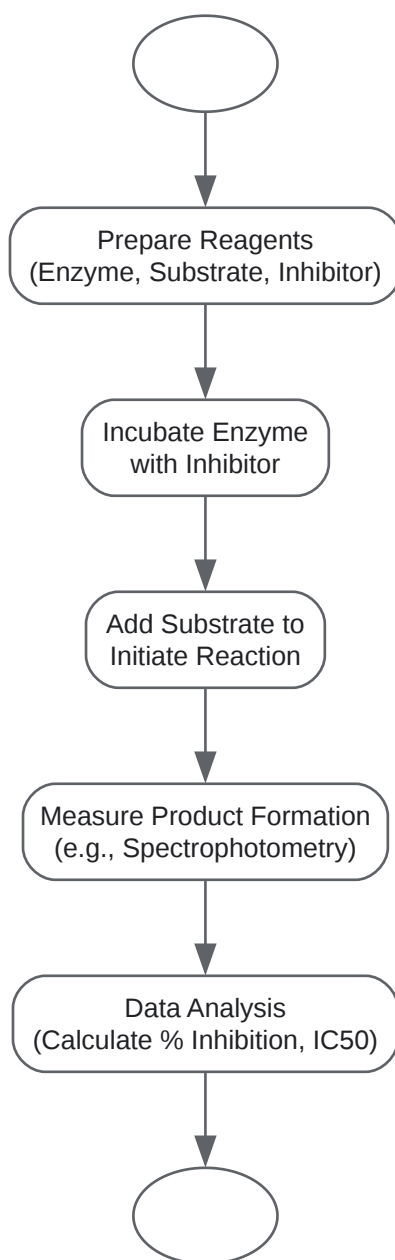 Prepare Reagents
(Enzyme, Substrate, Inhibitor)
Incubate Enzyme
with Inhibitor
Add Substrate to
Initiate Reaction
Measure Product Formation
(e.g., Spectrophotometry)
Data Analysis
(Calculate % Inhibition, IC50)